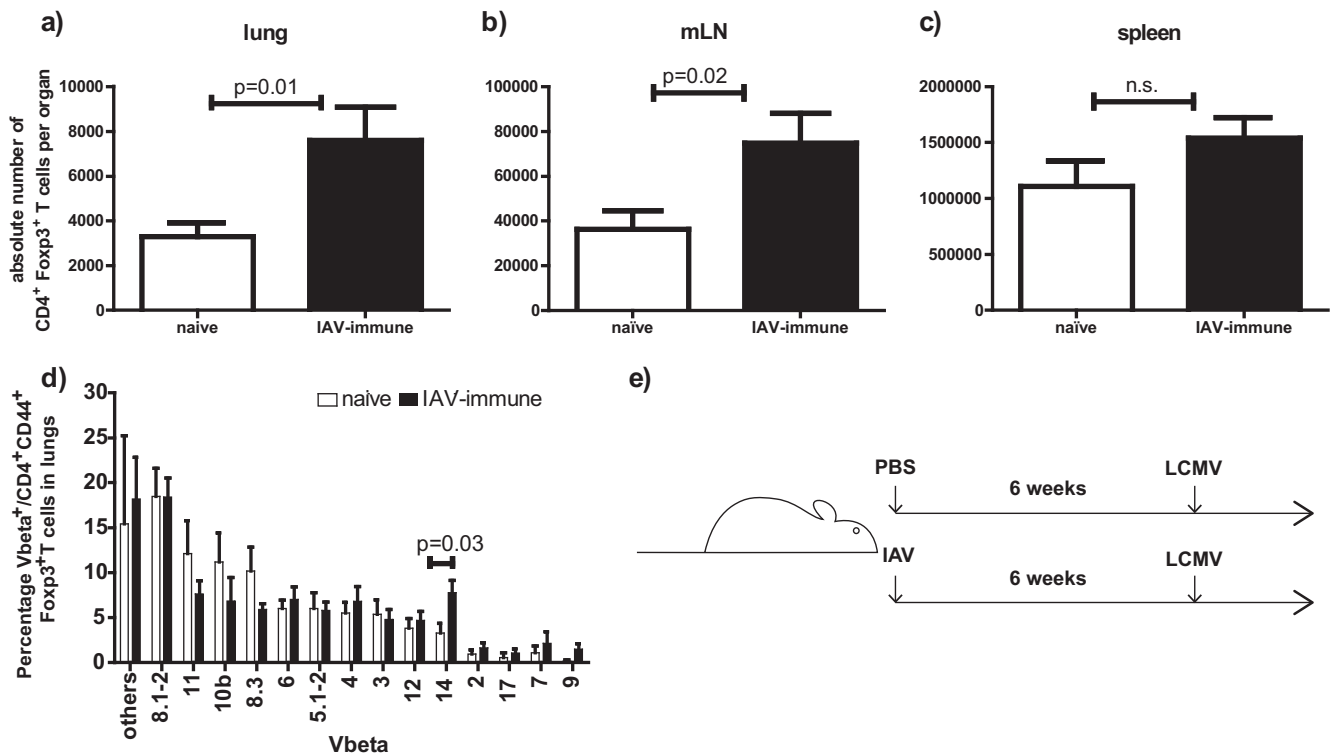 a)
lung
absolute number of
CD4+ Foxp3+ T cells per organ
10000
8000
6000
4000
2000
0
p=0.01
naive
IAV-immune
b)
mLN
100000
80000
60000
40000
20000
0
p=0.02
naïve
IAV-immune
c)
spleen
2000000
1500000
1000000
500000
0
n.s.
naïve
IAV-immune
d)
Percentage Vbeta+/CD4+CD44+
Foxp3+T cells in lungs
30
25
20
15
10
5
0
naive
IAV-immune
p=0.03
others
8.1-2
11
10b
8.3
6
5.1-2
4
3
12
14
2
17
7
9
Vbeta
e)
PBS
6 weeks
LCMV
IAV
6 weeks
LCMV